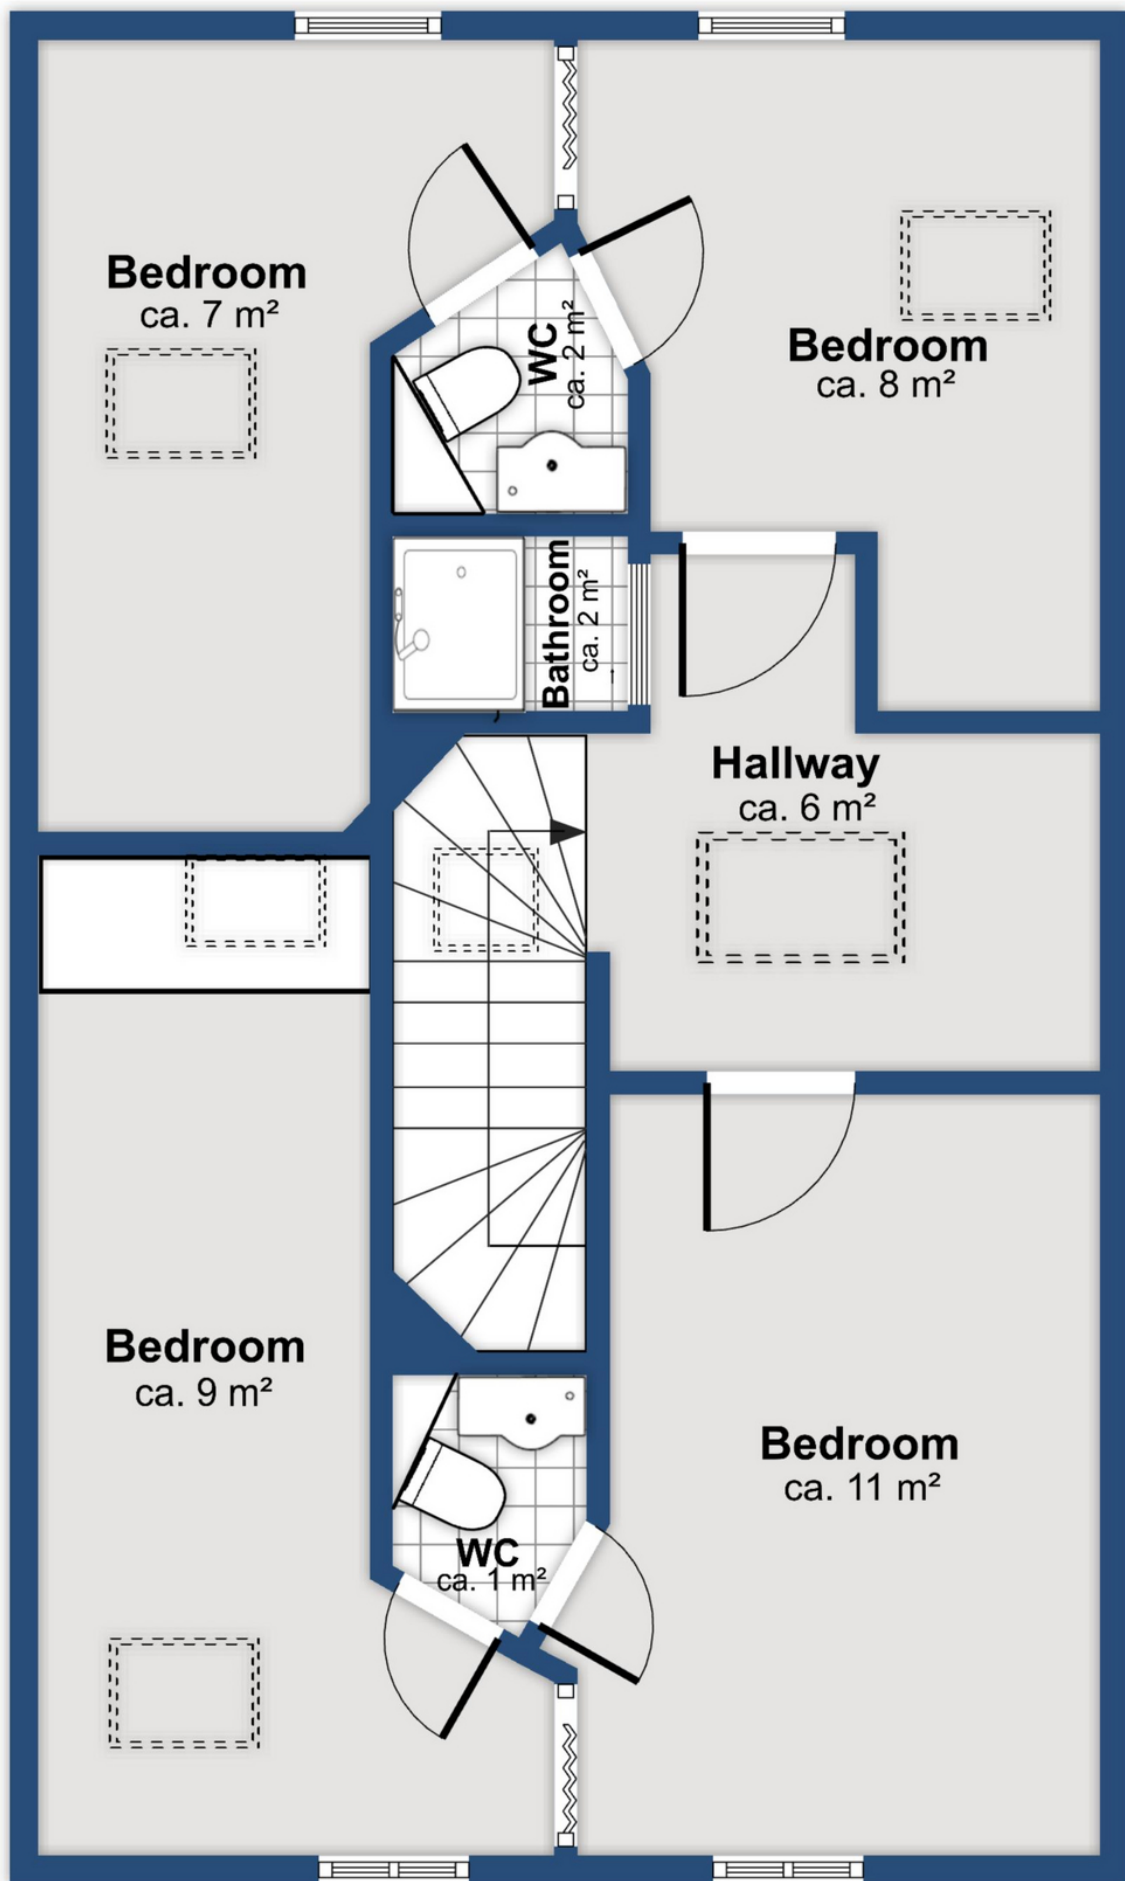 Bedroom
ca. 7 m²
WC
ca. 2 m²
Bedroom
ca. 8 m²
Bathroom
ca. 2 m²
Hallway
ca. 6 m²
Bedroom
ca. 9 m²
Bedroom
ca. 11 m²
WC
ca. 1 m²